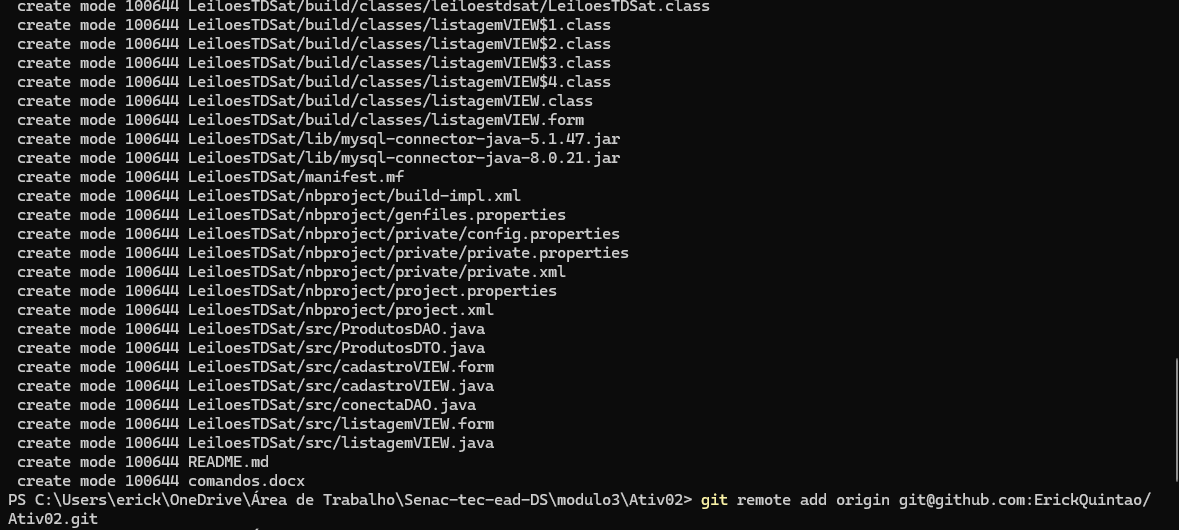 create mode 100644 LeiloesTDSat/build/classes/leiloestdsat/LeiloesTDSat.class
create mode 100644 LeiloesTDSat/build/classes/listagemVIEW$1.class
create mode 100644 LeiloesTDSat/build/classes/listagemVIEW$2.class
create mode 100644 LeiloesTDSat/build/classes/listagemVIEW$3.class
create mode 100644 LeiloesTDSat/build/classes/listagemVIEW$4.class
create mode 100644 LeiloesTDSat/build/classes/listagemVIEW.class
create mode 100644 LeiloesTDSat/build/classes/listagemVIEW.form
create mode 100644 LeiloesTDSat/lib/mysql-connector-java-5.1.47.jar
create mode 100644 LeiloesTDSat/lib/mysql-connector-java-8.0.21.jar
create mode 100644 LeiloesTDSat/manifest.mf
create mode 100644 LeiloesTDSat/nbproject/build-impl.xml
create mode 100644 LeiloesTDSat/nbproject/genfiles.properties
create mode 100644 LeiloesTDSat/nbproject/private/config.properties
create mode 100644 LeiloesTDSat/nbproject/private/private.properties
create mode 100644 LeiloesTDSat/nbproject/private/private.xml
create mode 100644 LeiloesTDSat/nbproject/project.properties
create mode 100644 LeiloesTDSat/nbproject/project.xml
create mode 100644 LeiloesTDSat/src/ProdutosDAO.java
create mode 100644 LeiloesTDSat/src/ProdutosDTO.java
create mode 100644 LeiloesTDSat/src/cadastroVIEW.form
create mode 100644 LeiloesTDSat/src/cadastroVIEW.java
create mode 100644 LeiloesTDSat/src/conectaDAO.java
create mode 100644 LeiloesTDSat/src/listagemVIEW.form
create mode 100644 LeiloesTDSat/src/listagemVIEW.java
create mode 100644 README.md
create mode 100644 comandos.docx
PS C:\Users\erick\OneDrive\Área de Trabalho\Senac-tec-ead-DS\modulo3\Ativ02> git remote add origin git@github.com:ErickQuintao/
Ativ02.git